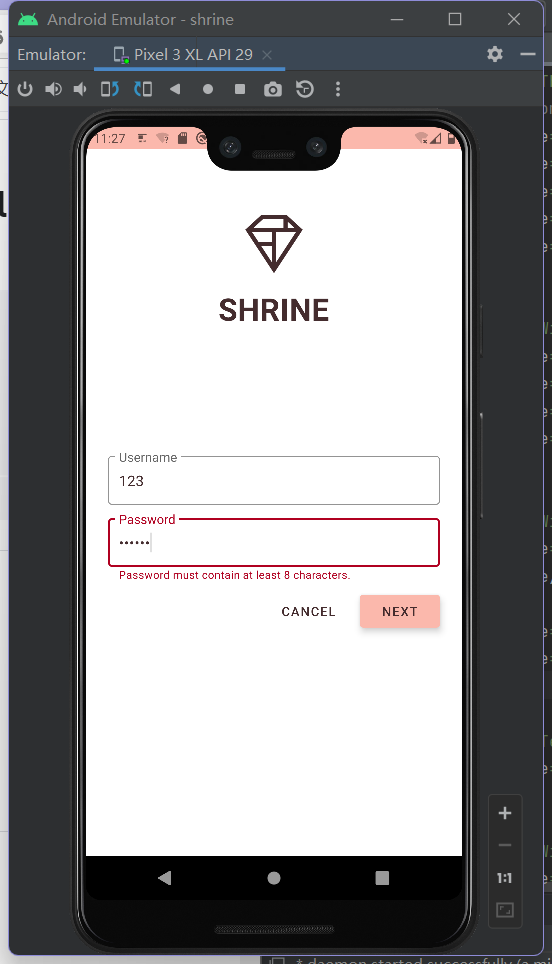 Android Emulator - shrine
Emulator:
Pixel 3 XL API 29
11:27
SHRINE
Username
123
Password
••••••
Password must contain at least 8 characters.
CANCEL
NEXT
1:1
* daemon started successfully